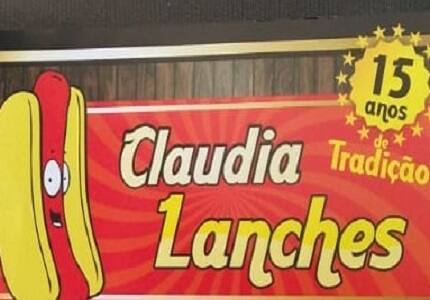 15
anos
de
Tradição
Claudia
Lanches